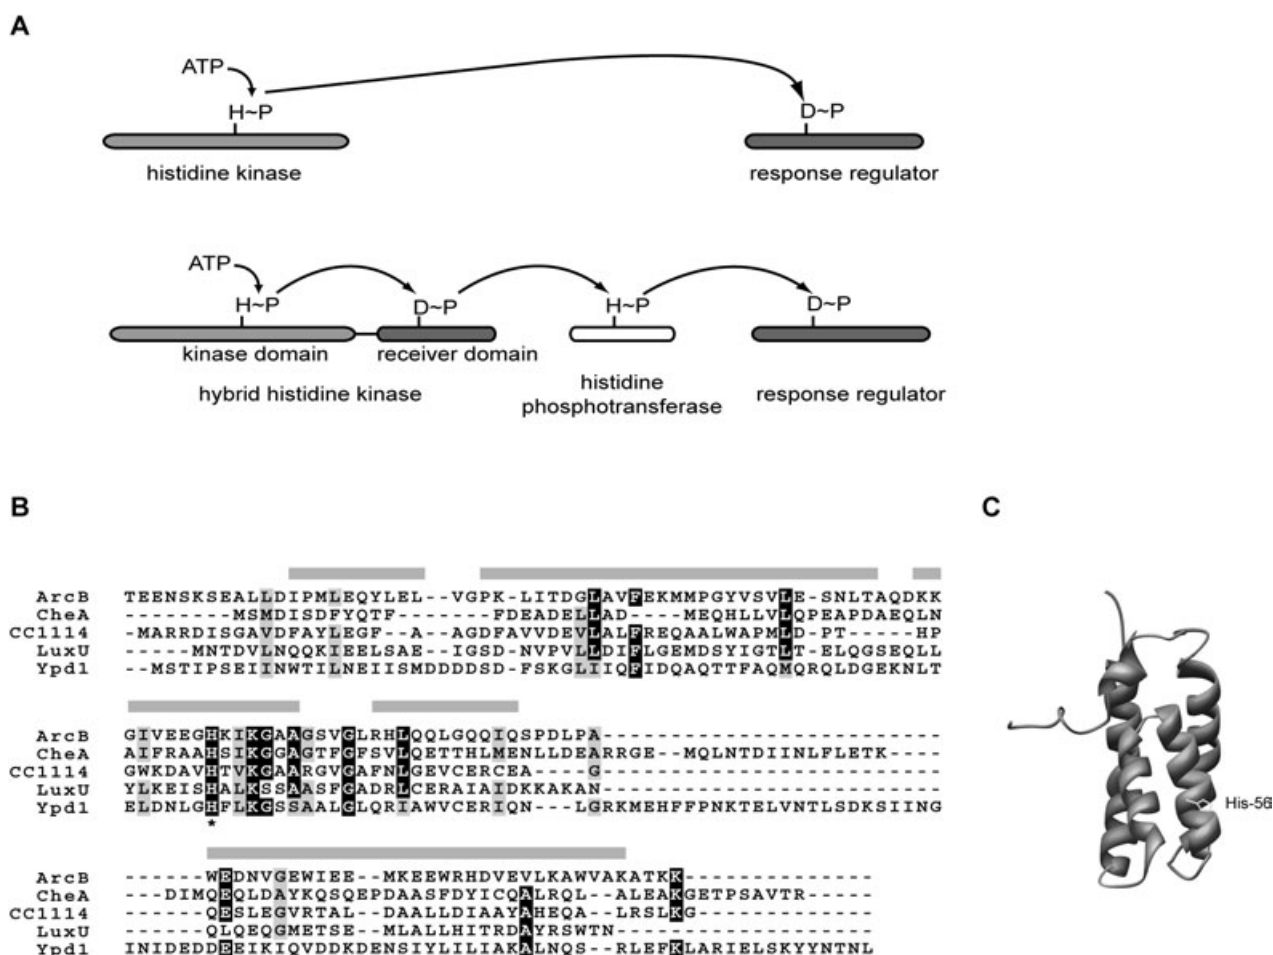 A
ATP
H~P
D~P
histidine kinase
response regulator
ATP
H~P
D~P
H~P
D~P
kinase domain
receiver domain
hybrid histidine kinase
histidine
phosphotransferase
response regulator
B
C
ArcB TEENSKSEALLDIPMLEQYLEL--VGPK-LITDGLAVFEKMMPGYVSVLE-SNLTAQDKK
CheA --------MSMDISDFYQTF-------FDEADELLAD---MEQHLLVLQPEAPDAEQLN
CC1114 -MARRDISGAVDFAYLEGF--A--AGDFAVVDEVLALFREQAALWAPMLD-PT-----HP
LuxU -----MNTDVLNQQKIEELSAE--IGSD-NVPVLLDIFLGEMDSYIGTLT-ELQGSEQLL
Ypd1 --MSTIPSEIINWTILNEIISMDDDDSD-FSKGLIIQFIDQAQTTFAQMQRQLDGEKNLT
ArcB GIVEEGHKIKGAAGSVGLRHLQQLGQQIQSPDLPA-------------------------
CheA AIFRAAHSIKGGAGTFGFSVLQETTHLMENLLDEARRGE--MQLNTDIINLFLETK----
CC1114 GWKDAVHTVKGAARGVGAFNLGEVCERCEA----G-------------------------
LuxU YLKEISHALKSSAASFGADRLCERAIAIDKKAKAN-------------------------
Ypd1 ELDNLGHFLKGSSAALGLQRIAWVCERIQN---LGRKMEHFFPNKTELVNTLSDKSIING
*
ArcB ------WEDNVGEWIEE--MKEEWRHDVEVLKAWVAKATKK--------------
CheA ---DIMQEQLDAYKQSQEPDAASFDYICQALRQL--ALEAKGETPSAVTR-----
CC1114 ------QESLEGVRTAL--DAALLDIAAYAHEQA--LRSLKG-------------
LuxU ------QLQEQGMETSE--MLALLHITRDAYRSWTN-------------------
Ypd1 INIDEDDEEIKIQVDDKDENSIYLILIAKALNQS--RLEFKLARIELSKYYNTNL
His-56